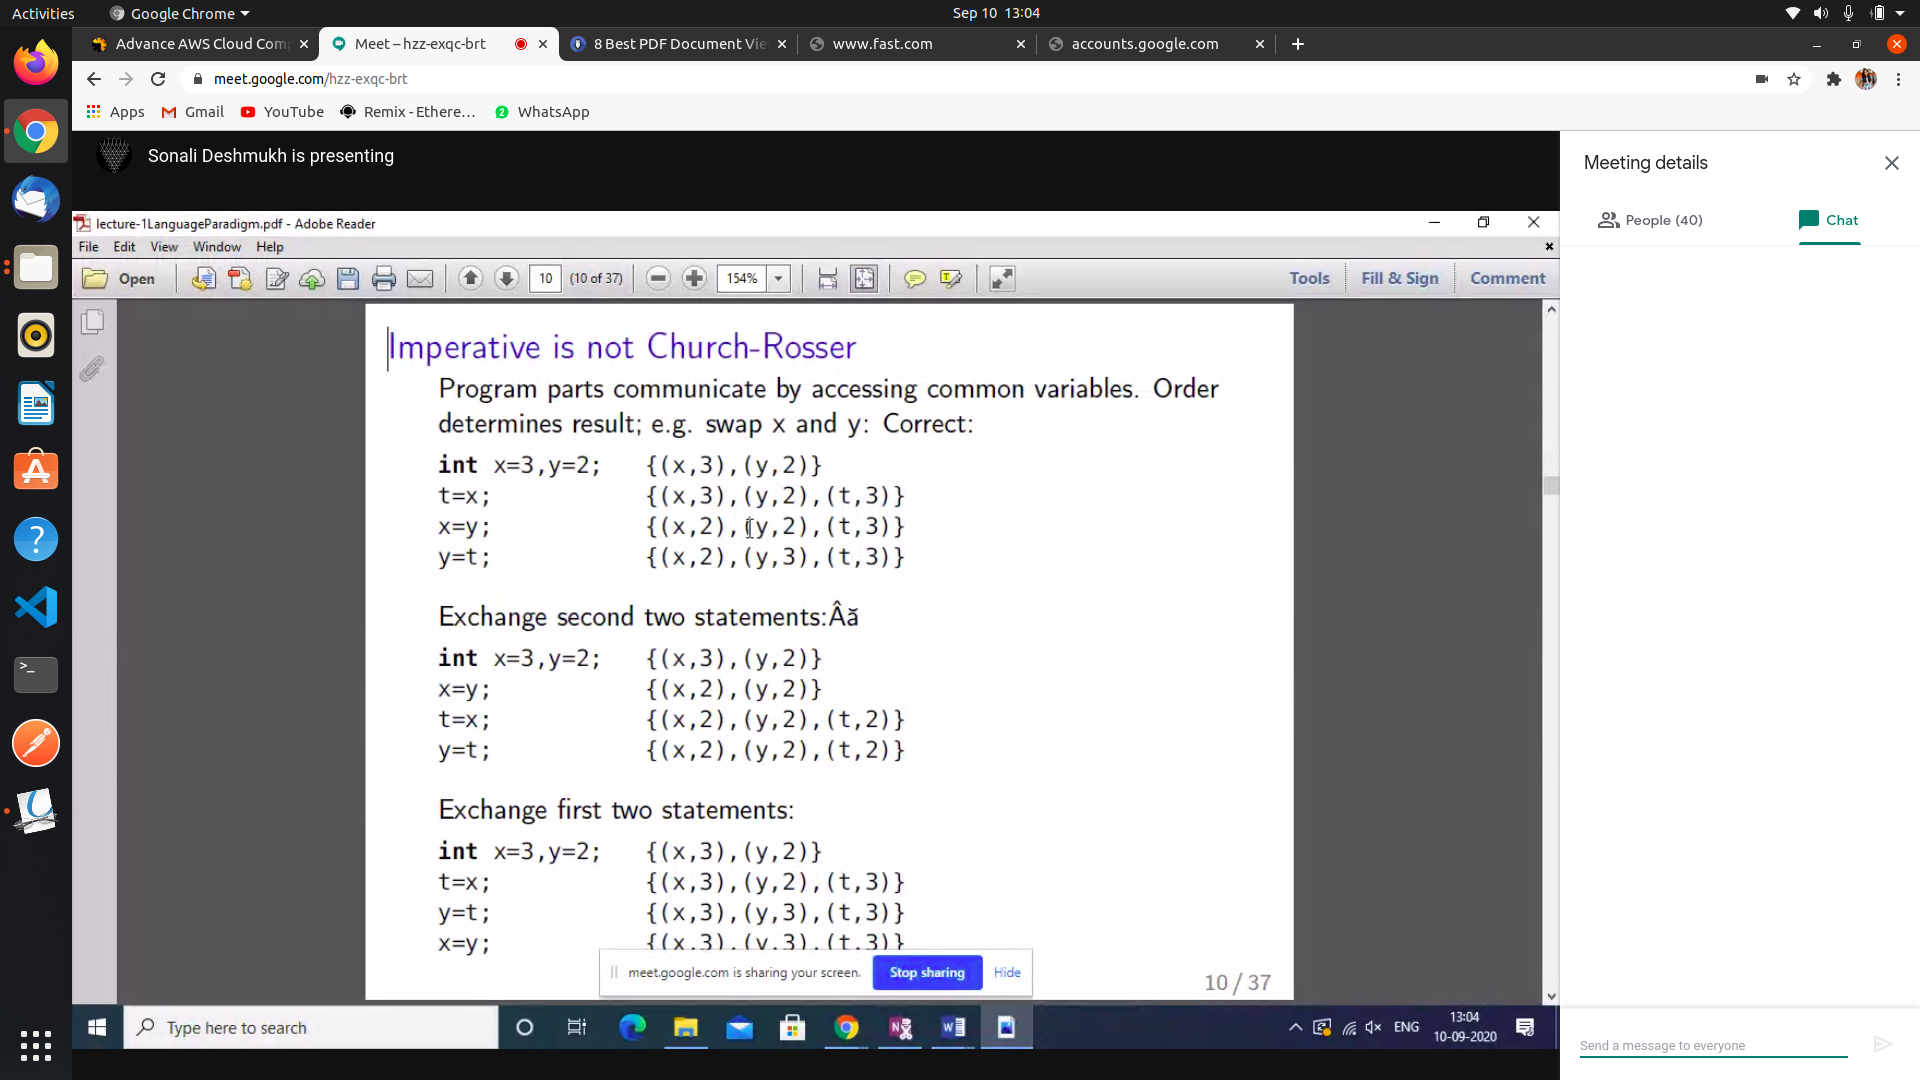 Activities
Google Chrome
Sep 10 13:04
Advance AWS Cloud Com
Meet – hzz-exqc-brt
8 Best PDF Document Vie
www.fast.com
accounts.google.com
meet.google.com/hzz-exqc-brt
Apps
Gmail
YouTube
Remix - Ethere…
WhatsApp
Sonali Deshmukh is presenting
Meeting details
People (40)
Chat
lecture-1LanguageParadigm.pdf - Adobe Reader
File Edit View Window Help
Open
10 (10 of 37)
154%
Tools Fill & Sign Comment
Imperative is not Church-Rosser
Program parts communicate by accessing common variables. Order
determines result; e.g. swap x and y: Correct:
int x=3,y=2; {(x,3),(y,2)}
t=x; {(x,3),(y,2),(t,3)}
x=y; {(x,2),(y,2),(t,3)}
y=t; {(x,2),(y,3),(t,3)}
Exchange second two statements:Âă
int x=3,y=2; {(x,3),(y,2)}
x=y; {(x,2),(y,2)}
t=x; {(x,2),(y,2),(t,2)}
y=t; {(x,2),(y,2),(t,2)}
Exchange first two statements:
int x=3,y=2; {(x,3),(y,2)}
t=x; {(x,3),(y,2),(t,3)}
y=t; {(x,3),(y,3),(t,3)}
x=y; {(x,3),(y,3),(t,3)}
meet.google.com is sharing your screen.
Stop sharing
Hide
10 / 37
Type here to search
ENG
13:04
10-09-2020
Send a message to everyone